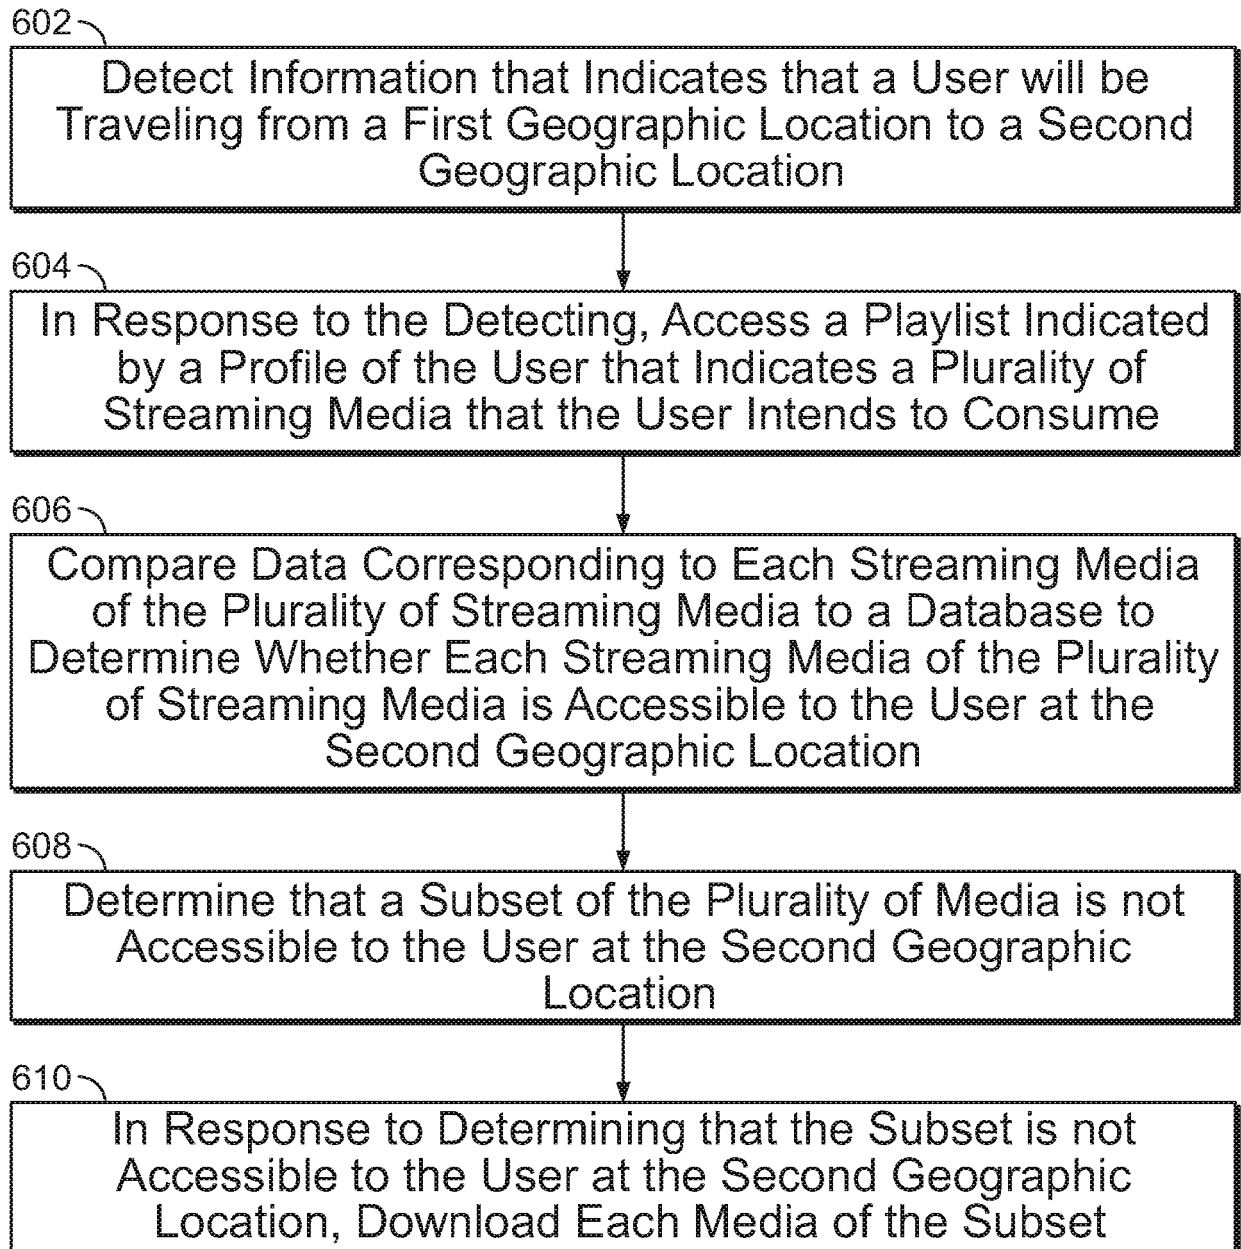 602
Detect Information that Indicates that a User will be
Traveling from a First Geographic Location to a Second
Geographic Location
604
In Response to the Detecting, Access a Playlist Indicated
by a Profile of the User that Indicates a Plurality of
Streaming Media that the User Intends to Consume
606
Compare Data Corresponding to Each Streaming Media
of the Plurality of Streaming Media to a Database to
Determine Whether Each Streaming Media of the Plurality
of Streaming Media is Accessible to the User at the
Second Geographic Location
608
Determine that a Subset of the Plurality of Media is not
Accessible to the User at the Second Geographic
Location
610
In Response to Determining that the Subset is not
Accessible to the User at the Second Geographic
Location, Download Each Media of the Subset